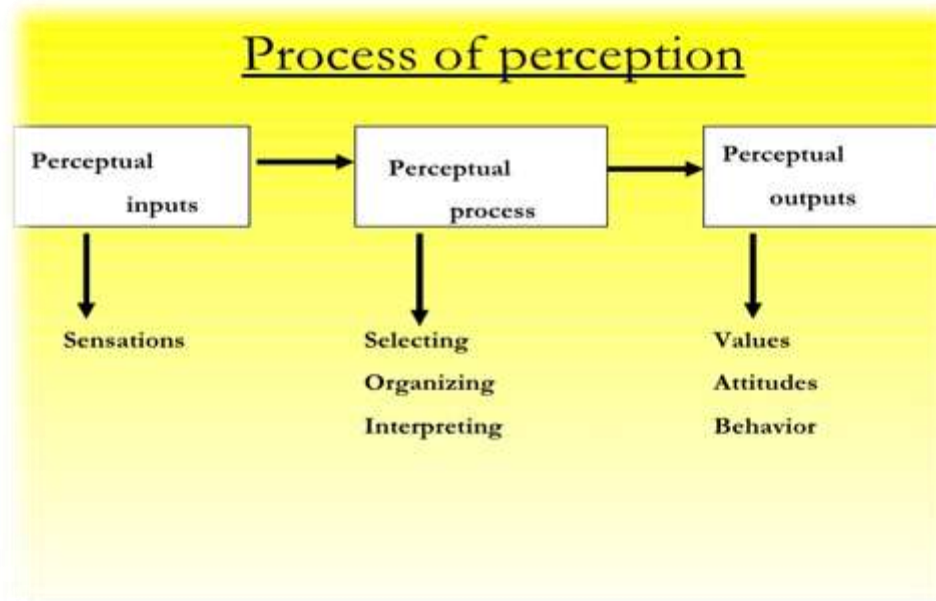 Process of perception
Perceptual
inputs
Perceptual
process
Perceptual
outputs
Sensations
Selecting
Organizing
Interpreting
Values
Attitudes
Behavior